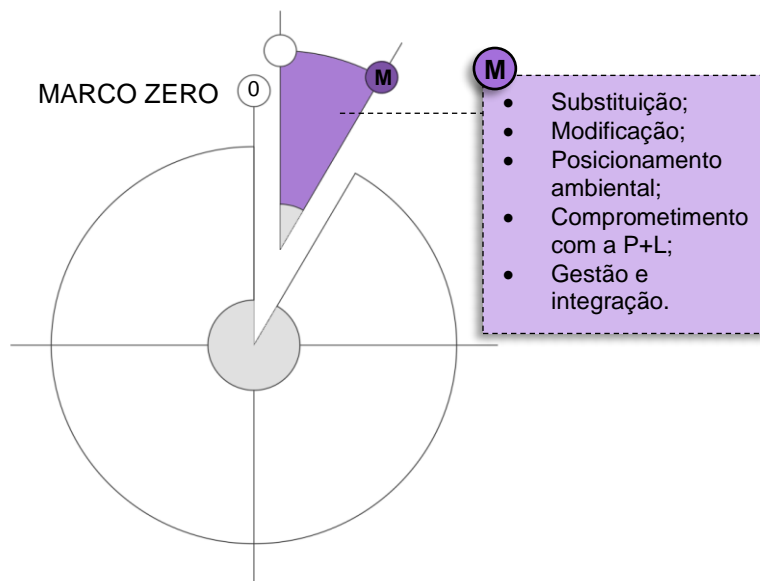 M
MARCO ZERO
0
M
• Substituição;
• Modificação;
• Posicionamento
ambiental;
• Comprometimento
com a P+L;
• Gestão e
integração.